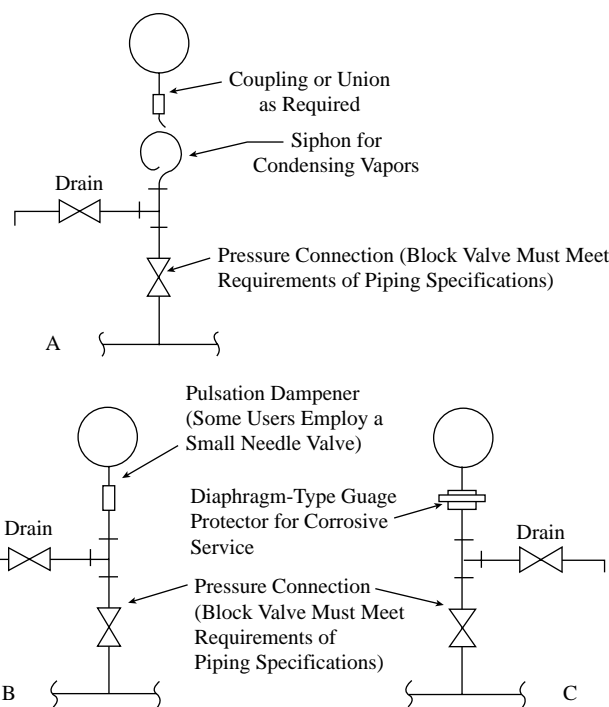 Coupling or Union
as Required
Siphon for
Condensing Vapors
Drain
Pressure Connection (Block Valve Must Meet
Requirements of Piping Specifications)
A
Pulsation Dampener
(Some Users Employ a
Small Needle Valve)
Diaphragm-Type Guage
Protector for Corrosive
Service
Drain
Drain
Pressure Connection
(Block Valve Must Meet
Requirements of
Piping Specifications)
B
C